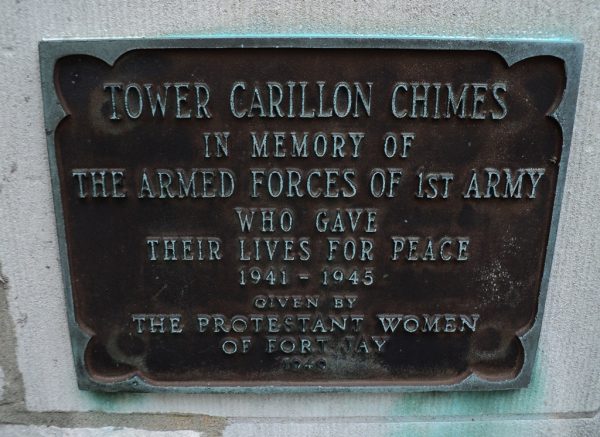 TOWER CARILLON CHIMES
IN MEMORY OF
THE ARMED FORCES OF 1ST ARMY
WHO GAVE
THEIR LIVES FOR PEACE
1941 - 1945
GIVEN BY
THE PROTESTANT WOMEN
OF FORT JAY